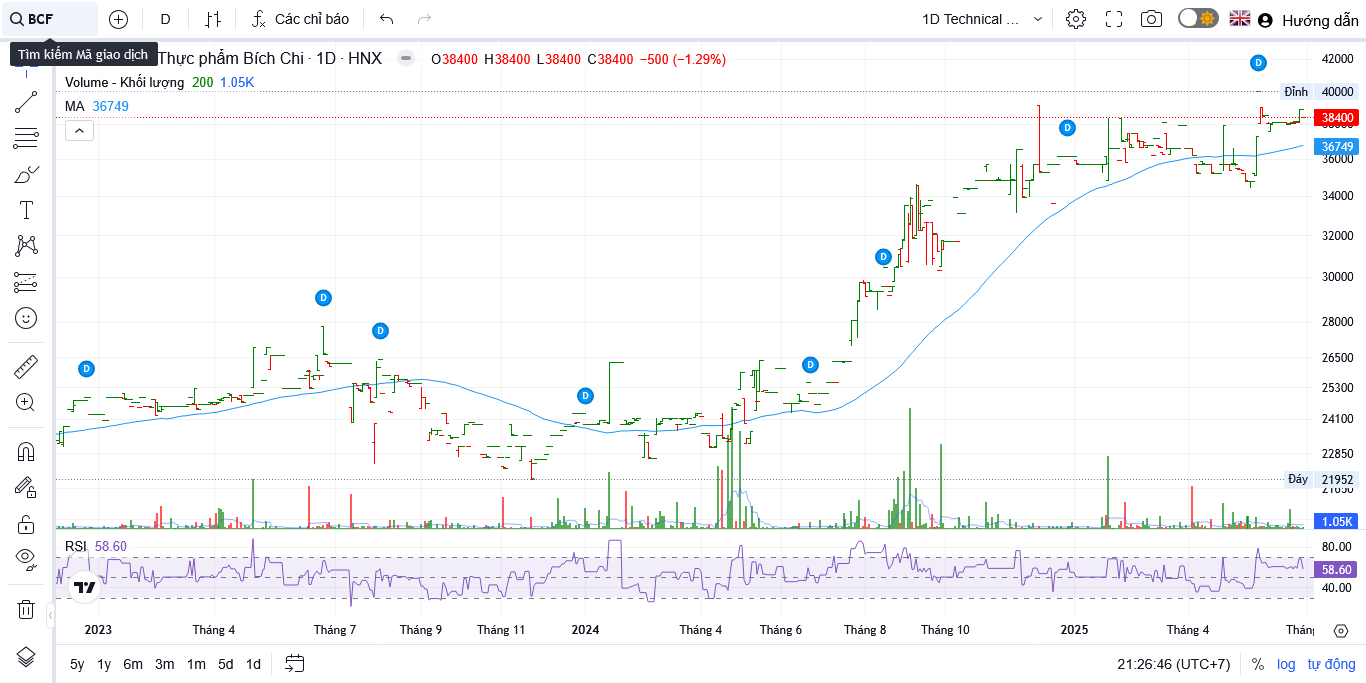 BCF D Các chỉ báo 1D Technical ... Hướng dẫn
Tìm kiếm Mã giao dịch
Thực phẩm Bích Chi · 1D · HNX O38400 H38400 L38400 C38400 −500 (−1.29%)
Volume - Khối lượng 200 1.05K
MA 36749
42000
Đỉnh 40000
38400
38000
36749
36000
34000
32000
30000
28000
26500
25300
24100
22850
Đáy 21952
21650
1.05K
D
D
D
D
D
D
D
D
RSI 58.60
80.00
58.60
40.00
2023 Tháng 4 Tháng 7 Tháng 9 Tháng 11 2024 Tháng 4 Tháng 6 Tháng 8 Tháng 10 2025 Tháng 4 Thán
5y 1y 6m 3m 1m 5d 1d 21:26:46 (UTC+7) % log tự động